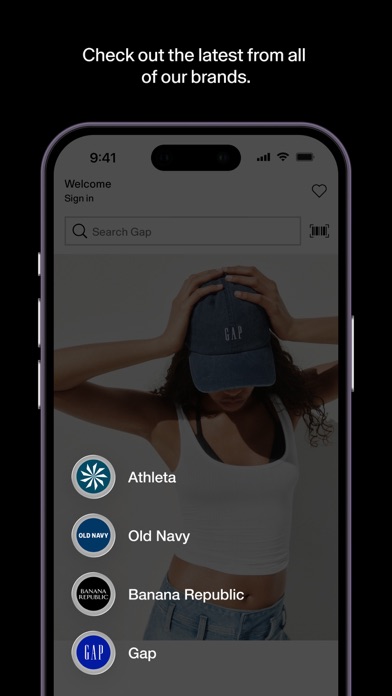 Check out the latest from all
of our brands.
9:41
Welcome
Sign in
Search Gap
GAP
Athleta
OLD NAVY
Old Navy
BANANA
REPUBLIC
Banana Republic
GAP
Gap